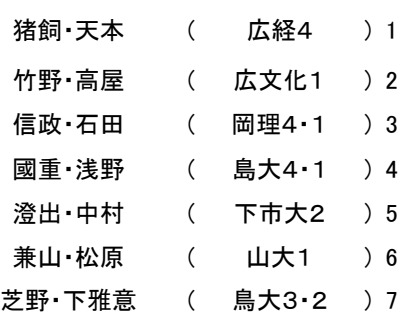 猪飼・天本 ( 広経４ ) 1
竹野・高屋 ( 広文化１ ) 2
信政・石田 ( 岡理４・１ ) 3
國重・浅野 ( 島大４・１ ) 4
澄出・中村 ( 下市大２ ) 5
兼山・松原 ( 山大１ ) 6
芝野・下雅意 ( 鳥大３・２ ) 7